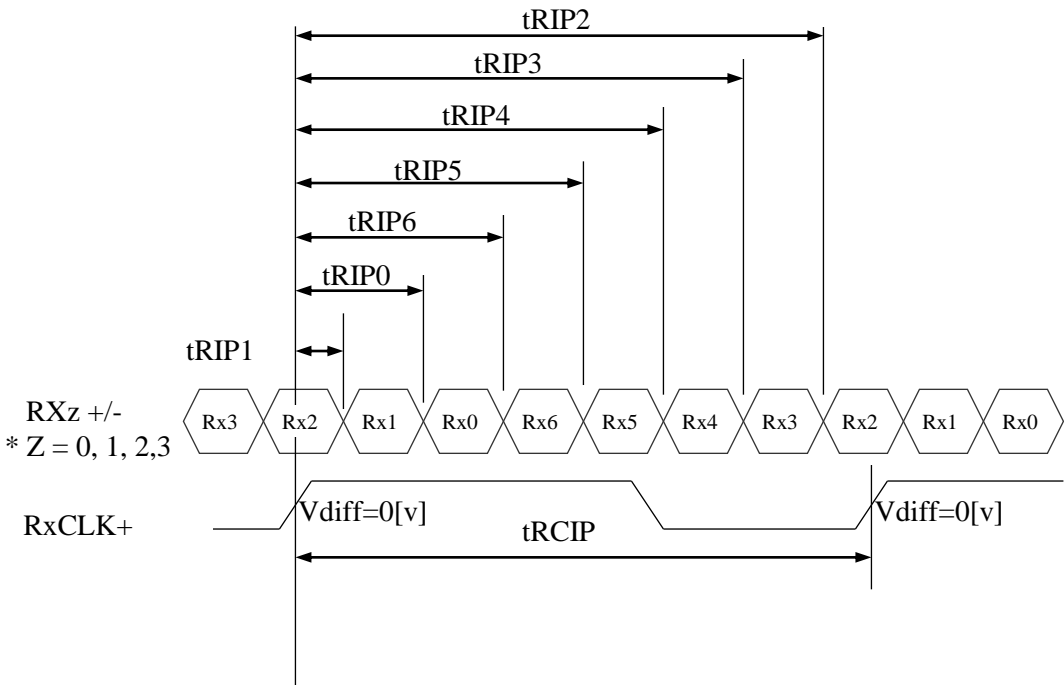 tRIP2
tRIP3
tRIP4
tRIP5
tRIP6
tRIP0
tRIP1
RXz +/-
* Z = 0, 1, 2,3
Rx3 Rx2 Rx1 Rx0 Rx6 Rx5 Rx4 Rx3 Rx2 Rx1 Rx0
RxCLK+
Vdiff=0[v] Vdiff=0[v]
tRCIP